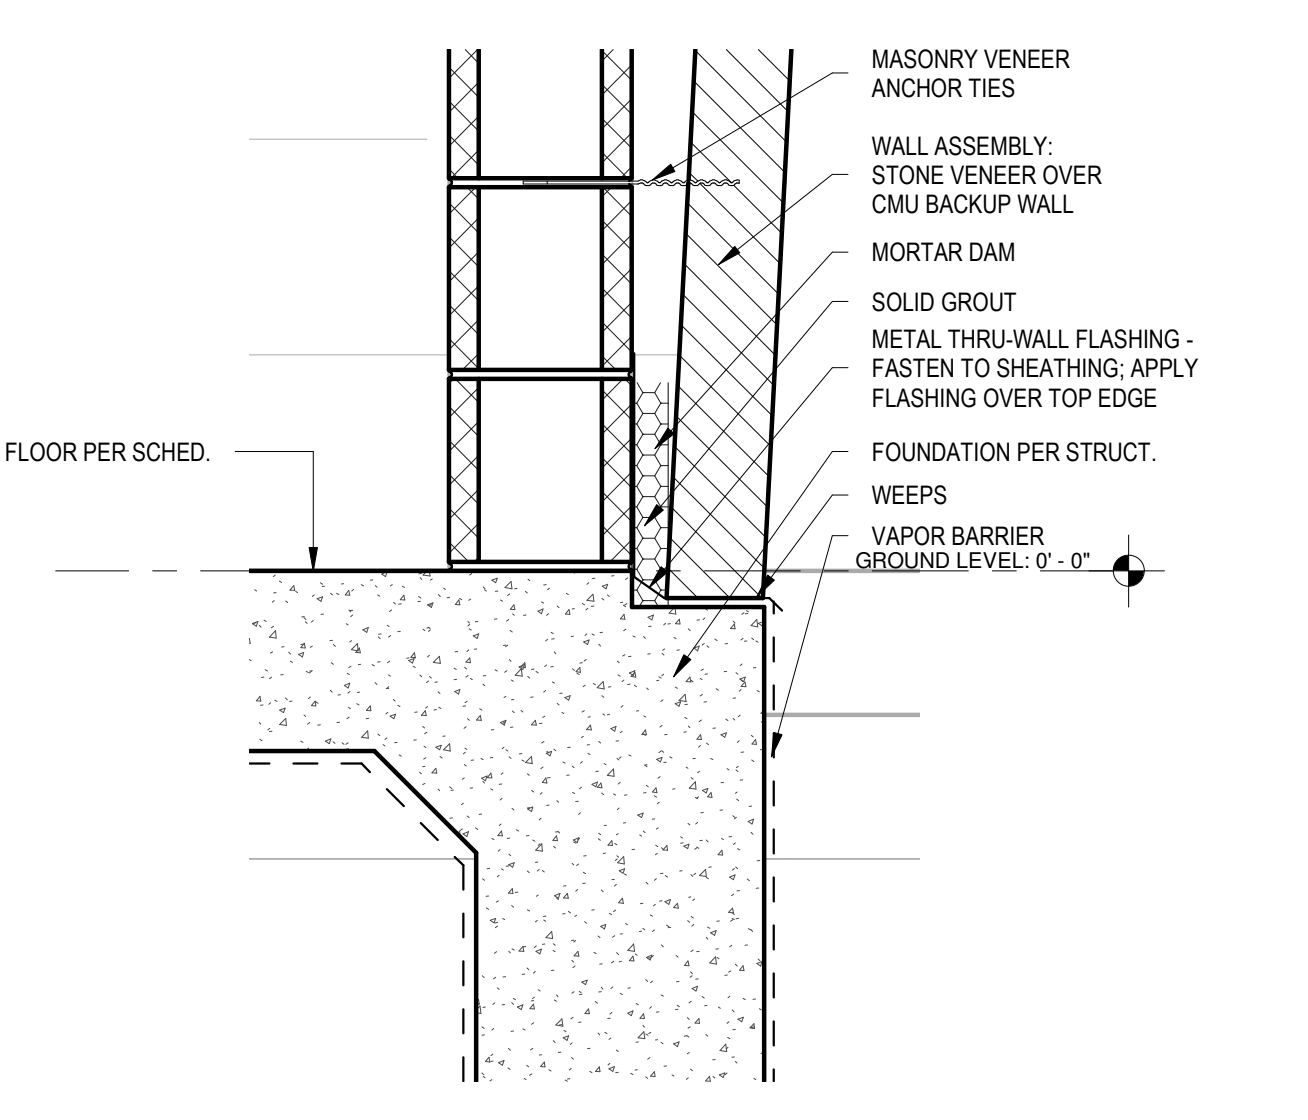 MASONRY VENEER
ANCHOR TIES
WALL ASSEMBLY:
STONE VENEER OVER
CMU BACKUP WALL
MORTAR DAM
SOLID GROUT
METAL THRU-WALL FLASHING -
FASTEN TO SHEATHING; APPLY
FLASHING OVER TOP EDGE
FLOOR PER SCHED.
FOUNDATION PER STRUCT.
WEEPS
VAPOR BARRIER
GROUND LEVEL: 0' - 0"